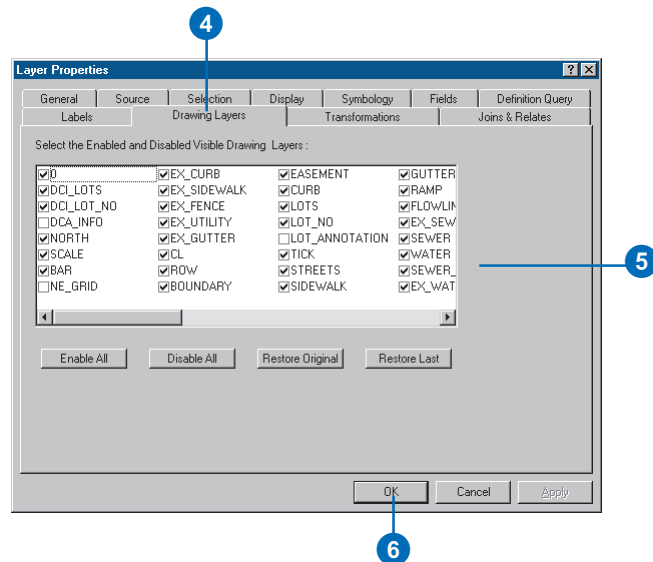 4
Layer Properties
General Source Selection Display Symbology Fields Definition Query
Labels Drawing Layers Transformations Joins & Relates
Select the Enabled and Disabled Visible Drawing Layers :
0 EX_CURB EASEMENT GUTTER
DCI_LOTS EX_SIDEWALK CURB RAMP
DCI_LOT_NO EX_FENCE LOTS FLOWLIN
DCA_INFO EX_UTILITY LOT_NO EX_SEW
NORTH EX_GUTTER LOT_ANNOTATION SEWER
SCALE CL TICK WATER
BAR ROW STREETS SEWER_
NE_GRID BOUNDARY SIDEWALK EX_WAT
5
Enable All Disable All Restore Original Restore Last
OK Cancel Apply
6